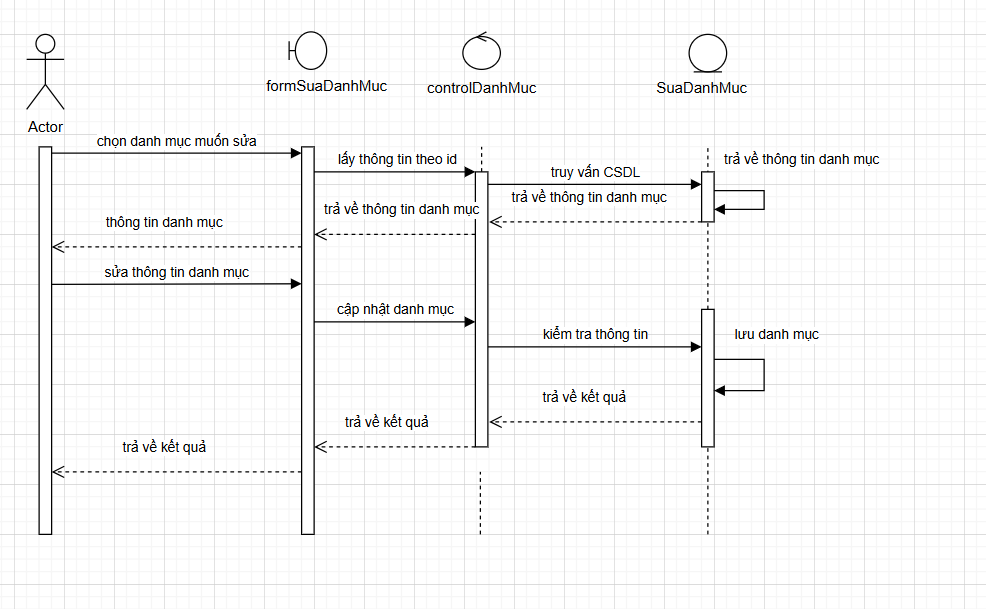 formSuaDanhMuc
controlDanhMuc
SuaDanhMuc
Actor
chọn danh mục muốn sửa
lấy thông tin theo id
trả về thông tin danh mục
truy vấn CSDL
trả về thông tin danh mục
trả về thông tin danh mục
thông tin danh mục
sửa thông tin danh mục
cập nhật danh mục
kiểm tra thông tin
lưu danh mục
trả về kết quả
trả về kết quả
trả về kết quả